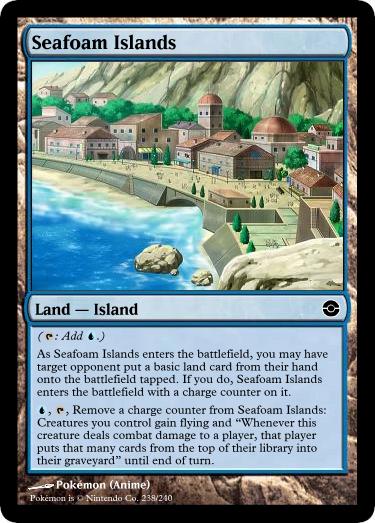 Seafoam Islands
Land — Island
(: Add .)
As Seafoam Islands enters the battlefield, you may have
target opponent put a basic land card from their hand
onto the battlefield tapped. If you do, Seafoam Islands
enters the battlefield with a charge counter on it.
, , Remove a charge counter from Seafoam Islands:
Creatures you control gain flying and "Whenever this
creature deals combat damage to a player, that player
puts that many cards from the top of their library into
their graveyard" until end of turn.
Pokémon (Anime)
Pokemon is © Nintendo Co. 238/240